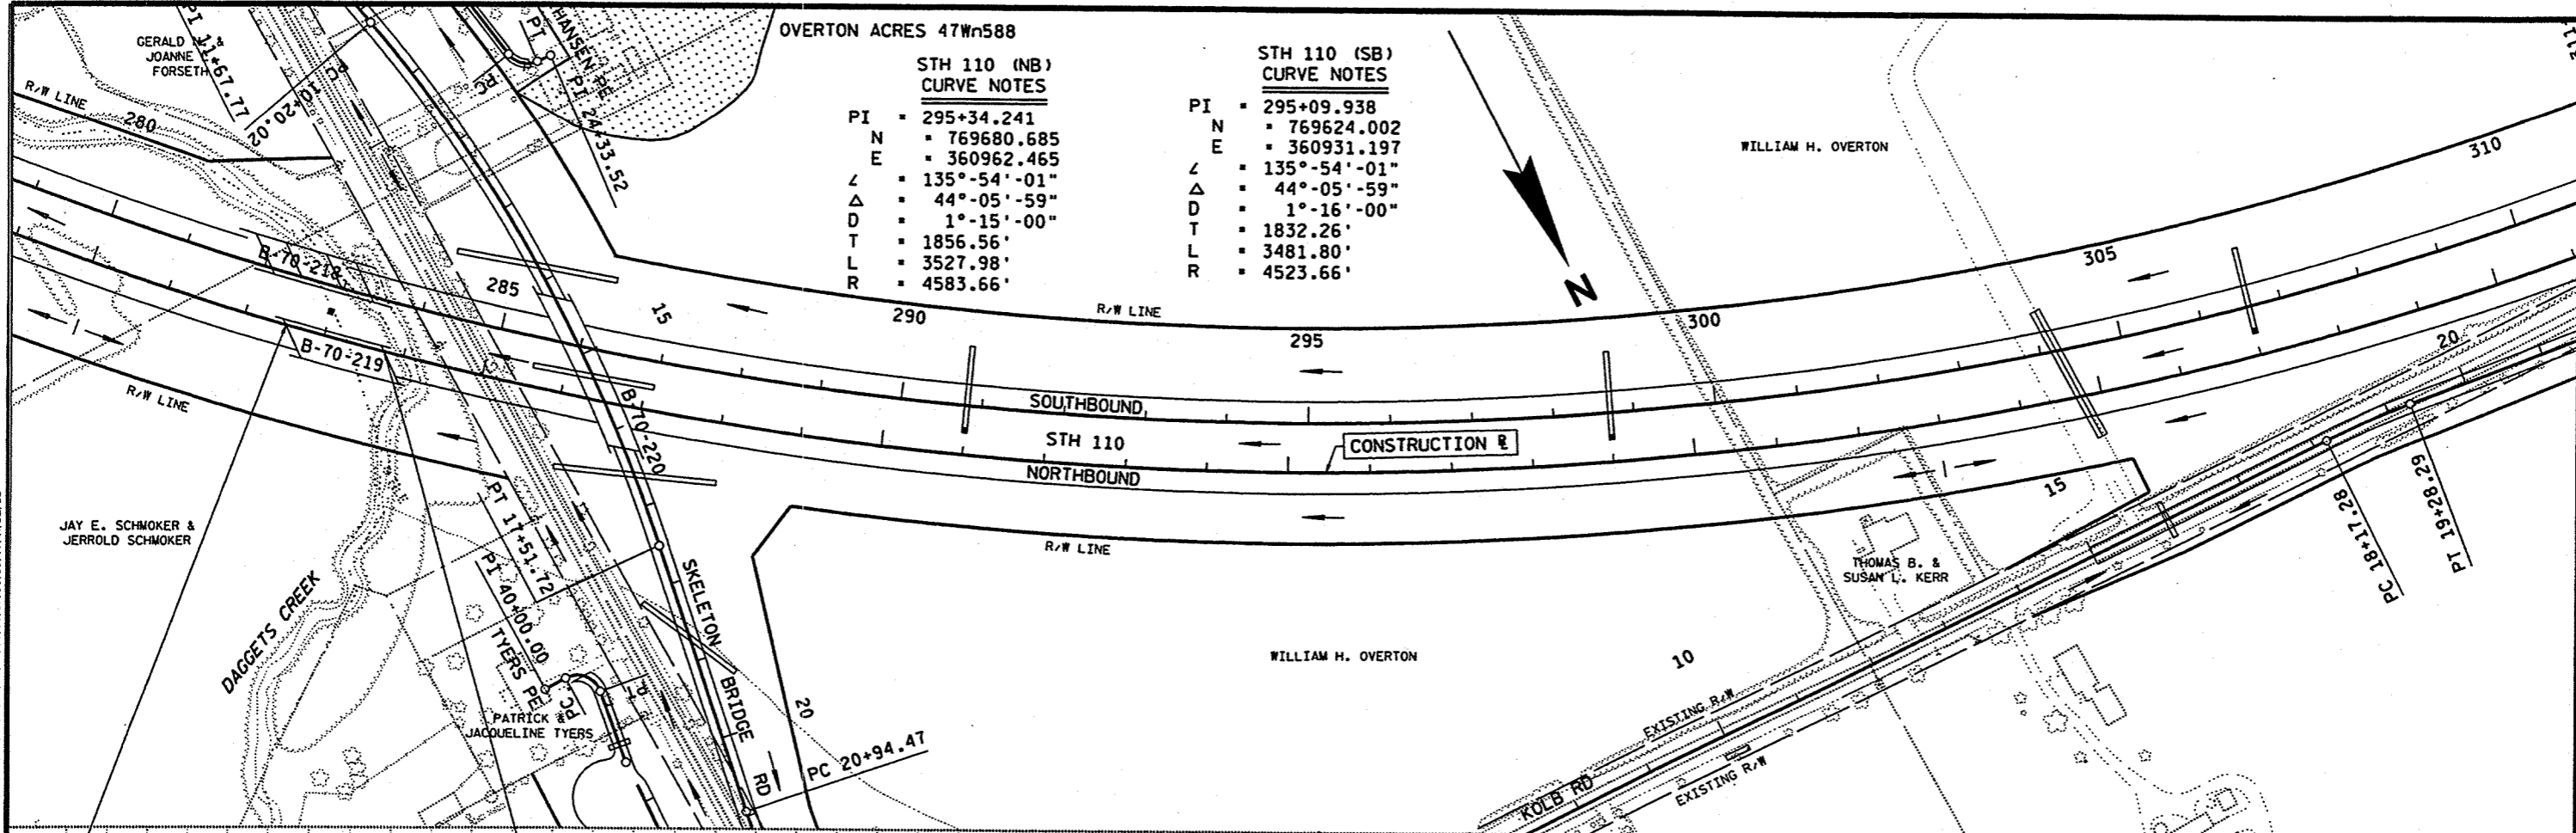 OVERTON ACRES 47Wn588
STH 110 (NB)
CURVE NOTES
PI = 295+34.241
N = 769680.685
E = 360962.465
∠ = 135°-54'-01"
△ = 44°-05'-59"
D = 1°-15'-00"
T = 1856.56'
L = 3527.98'
R = 4583.66'
STH 110 (SB)
CURVE NOTES
PI = 295+09.938
N = 769624.002
E = 360931.197
∠ = 135°-54'-01"
△ = 44°-05'-59"
D = 1°-16'-00"
T = 1832.26'
L = 3481.80'
R = 4523.66'
GERALD N. &
JOANNE
FORSETH
PI 11+67.77
PC 10+20.02
R/W LINE
280
HANSEN PE
PI 24+33.52
PT
PC
WILLIAM H. OVERTON
310
305
300
295
290
285
15
N
R/W LINE
B-70-218
B-70-219
B-70-220
R/W LINE
SOUTHBOUND
STH 110
NORTHBOUND
CONSTRUCTION ℞
R/W LINE
20
15
10
PC 18+17.28
PT 19+28.29
THOMAS B. &
SUSAN L. KERR
JAY E. SCHMOKER &
JERROLD SCHMOKER
DAGGETS CREEK
PT 17+51.72
PI 40+00.00
TYERS PE
PC
PT
PATRICK &
JACQUELINE TYERS
SKELETON BRIDGE RD
20
PC 20+94.47
WILLIAM H. OVERTON
EXISTING R/W
KOLB RD
EXISTING R/W